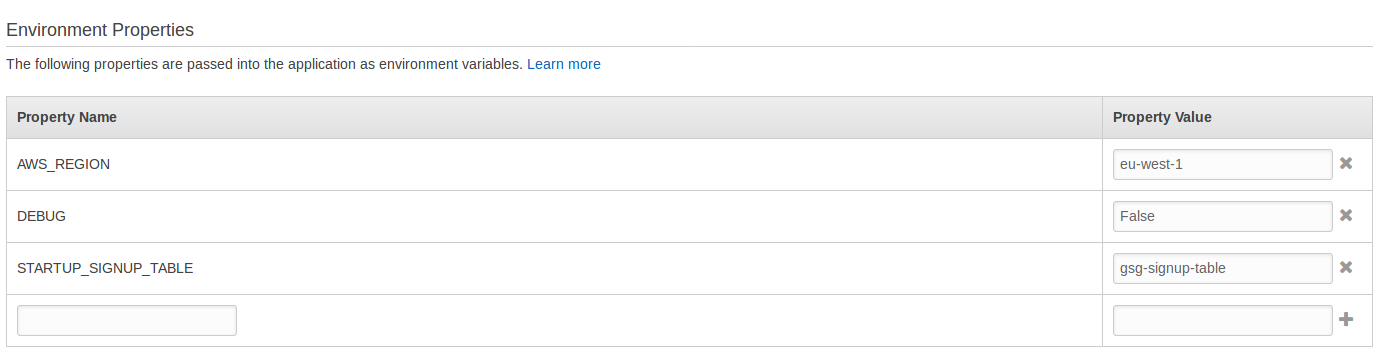 Environment Properties
The following properties are passed into the application as environment variables. Learn more
Property Name Property Value
AWS_REGION eu-west-1
DEBUG False
STARTUP_SIGNUP_TABLE gsg-signup-table